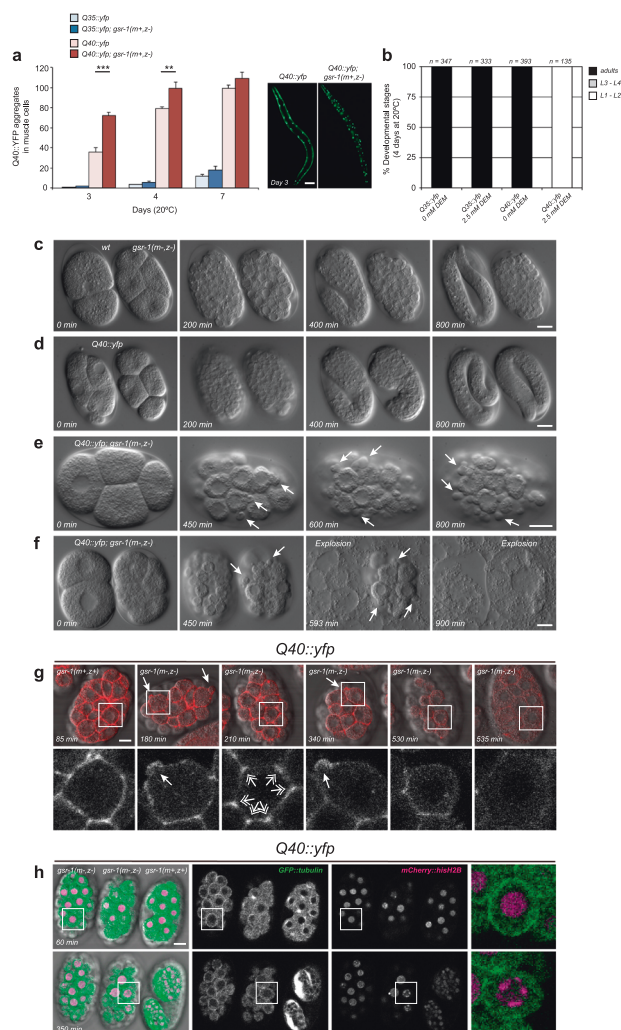 Q35::yfp
Q35::yfp; gsr-1(m+,z-)
Q40::yfp
Q40::yfp; gsr-1(m+,z-)
a
Q40::YFP aggregates
in muscle cells
120
100
80
60
40
20
0
***
**
3
4
7
Days (20°C)
Q40::yfp
Q40::yfp;
gsr-1(m+,z-)
Day 3
b
n = 347
n = 333
n = 393
n = 135
% Developmental stages
(4 days at 20°C)
100
75
50
25
0
Q35::yfp
0 mM DEM
Q35::yfp
2.5 mM DEM
Q40::yfp
0 mM DEM
Q40::yfp
2.5 mM DEM
adults
L3 - L4
L1 - L2
c
wt
gsr-1(m-,z-)
0 min
200 min
400 min
800 min
d
Q40::yfp
0 min
200 min
400 min
800 min
e
Q40::yfp; gsr-1(m-,z-)
0 min
450 min
600 min
800 min
f
Q40::yfp; gsr-1(m-,z-)
Explosion
Explosion
0 min
450 min
593 min
900 min
Q40::yfp
g
gsr-1(m+,z+)
gsr-1(m-,z-)
gsr-1(m-,z-)
gsr-1(m-,z-)
gsr-1(m-,z-)
gsr-1(m-,z-)
85 min
180 min
210 min
340 min
530 min
535 min
Q40::yfp
h
gsr-1(m-,z-)
gsr-1(m-,z-)
gsr-1(m+,z+)
GFP::tubulin
mCherry::hisH2B
60 min
350 min